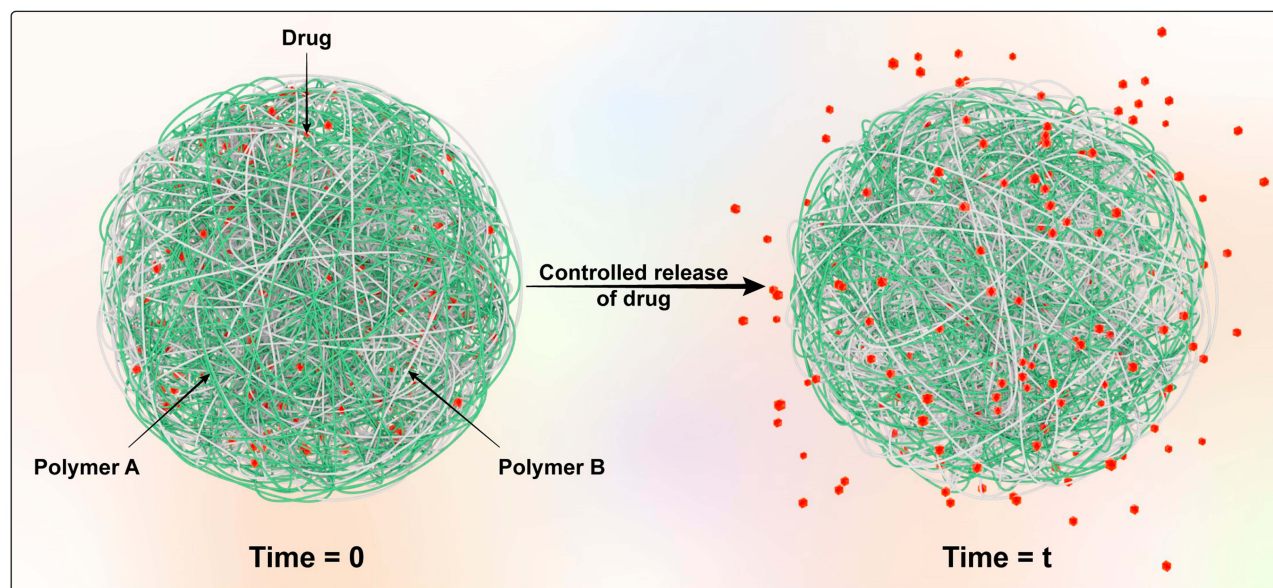 Drug
Controlled release
of drug
Polymer A
Polymer B
Time = 0
Time = t